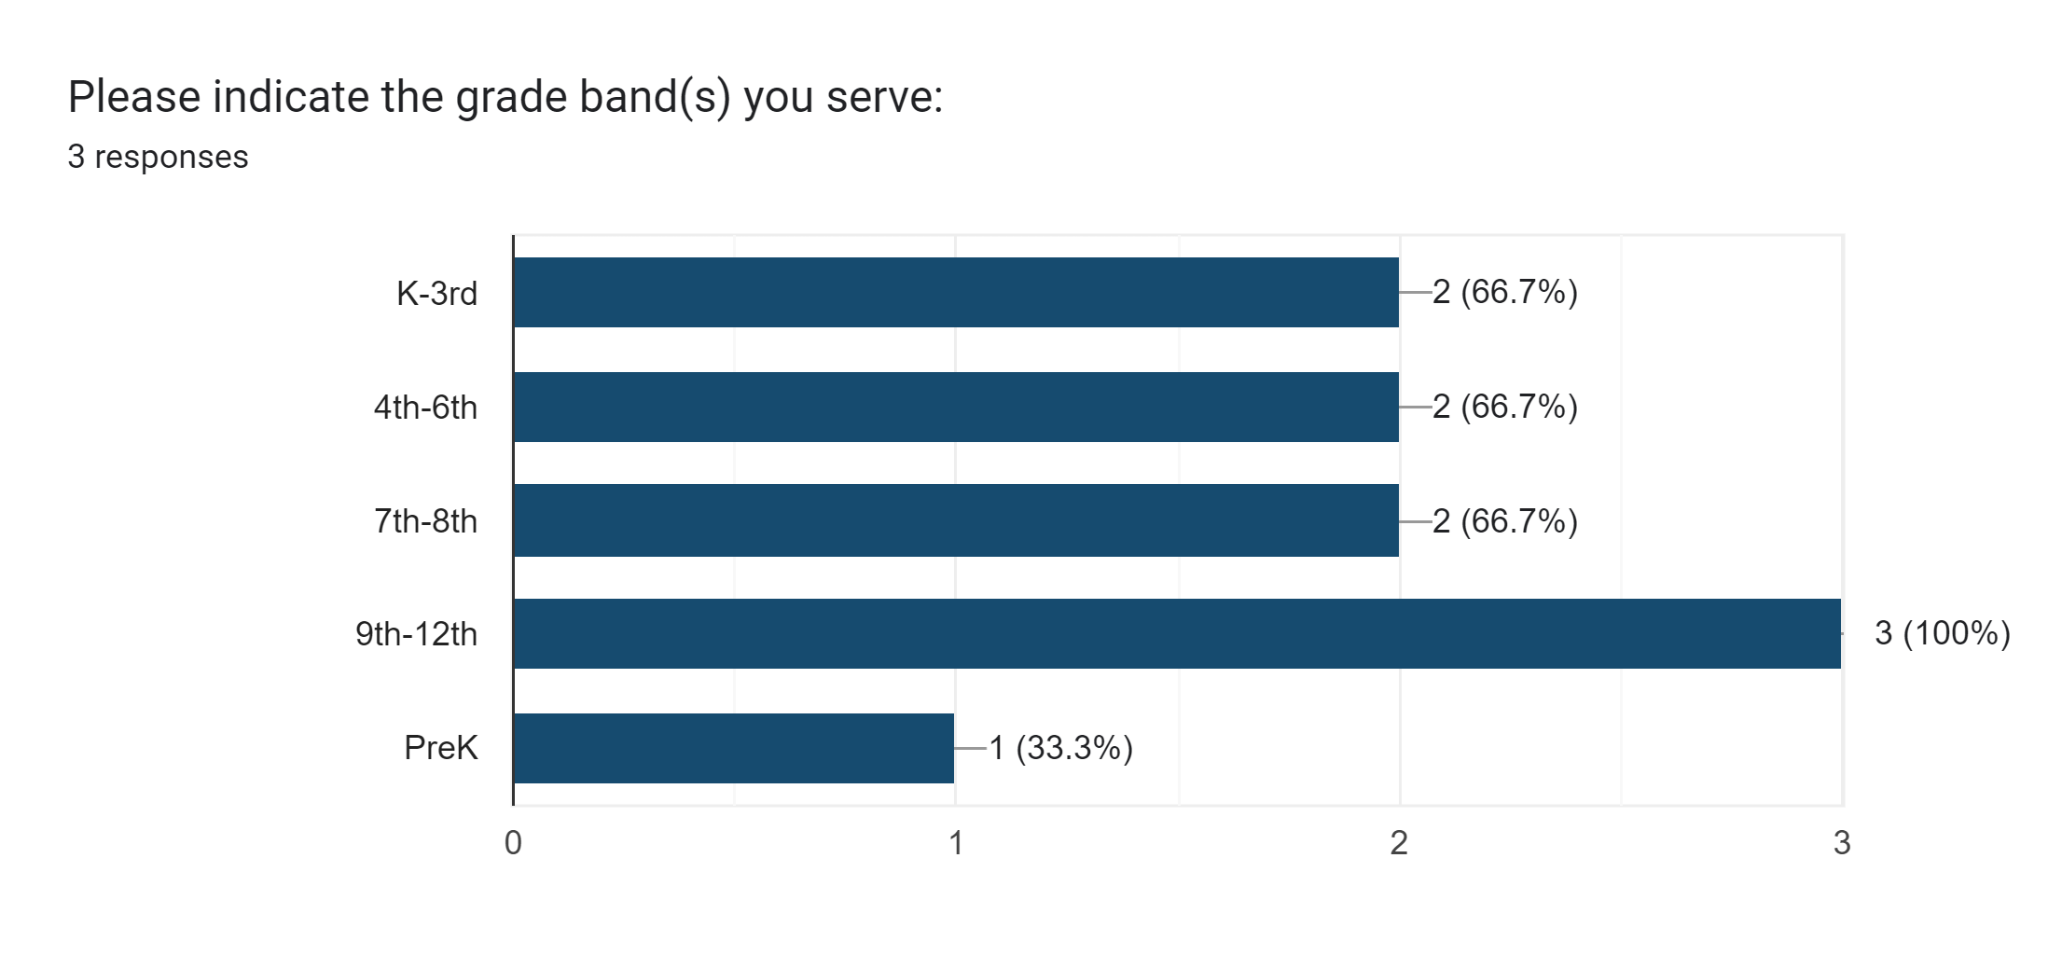 Please indicate the grade band(s) you serve:
3 responses
K-3rd
2 (66.7%)
4th-6th
2 (66.7%)
7th-8th
2 (66.7%)
9th-12th
3 (100%)
PreK
1 (33.3%)
0 1 2 3